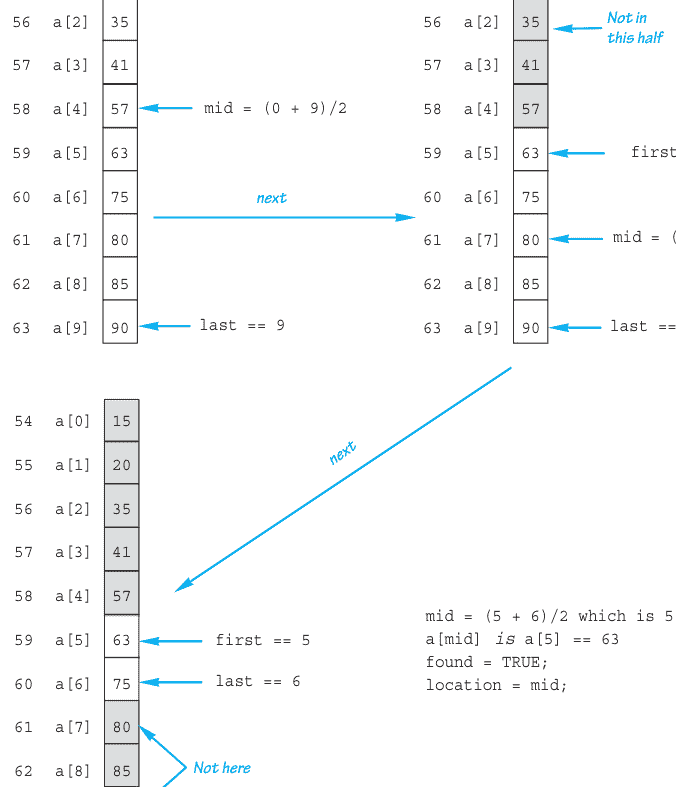 56 a[2] 35
57 a[3] 41
58 a[4] 57 mid = (0 + 9)/2
59 a[5] 63
60 a[6] 75
61 a[7] 80
62 a[8] 85
63 a[9] 90 last == 9
next
56 a[2] 35 Not in
this half
57 a[3] 41
58 a[4] 57
59 a[5] 63 first
60 a[6] 75
61 a[7] 80 mid = (
62 a[8] 85
63 a[9] 90 last ==
next
54 a[0] 15
55 a[1] 20
56 a[2] 35
57 a[3] 41
58 a[4] 57
59 a[5] 63 first == 5
60 a[6] 75 last == 6
61 a[7] 80
62 a[8] 85
Not here
mid = (5 + 6)/2 which is 5
a[mid] is a[5] == 63
found = TRUE;
location = mid;